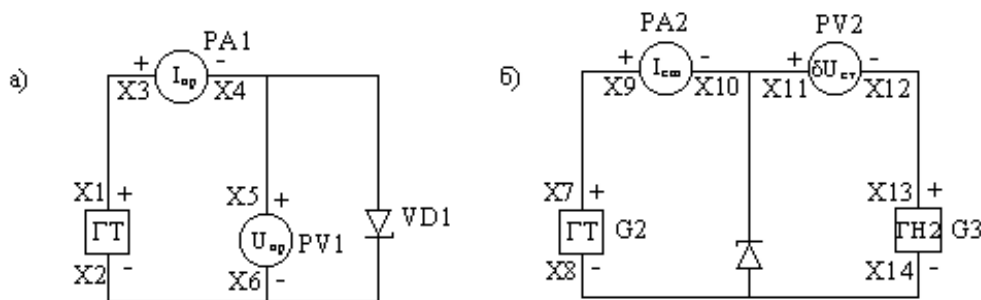 а)
PA1
+ Iпр -
X3 X4
X1 +
ГТ
X2 -
X5 +
Uпр PV1
X6 -
VD1
б)
PA2 PV2
+ Iст - + δUст -
X9 X10 X11 X12
X7 +
ГТ G2
X8 -
X13 +
ГН2 G3
X14 -